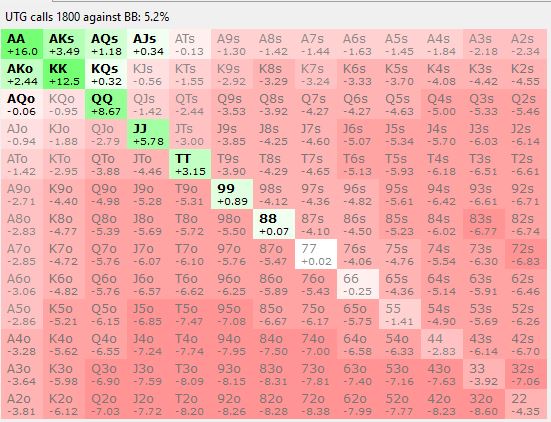 UTG calls 1800 against BB: 5.2%
AA AKs AQs AJs ATs A9s A8s A7s A6s A5s A4s A3s A2s
+16.0 +3.49 +1.18 +0.34 -0.13 -1.30 -1.42 -1.44 -1.63 -1.45 -1.84 -2.18 -2.34
AKo KK KQs KJs KTs K9s K8s K7s K6s K5s K4s K3s K2s
+2.44 +12.5 +0.32 -0.56 -1.55 -2.92 -3.29 -3.24 -3.33 -3.70 -4.08 -4.42 -4.55
AQo KQo QQ QJs QTs Q9s Q8s Q7s Q6s Q5s Q4s Q3s Q2s
-0.06 -0.95 +8.67 -1.42 -2.44 -3.53 -3.92 -4.27 -4.27 -4.63 -5.00 -5.33 -5.46
AJo KJo QJo JJ JTs J9s J8s J7s J6s J5s J4s J3s J2s
-0.94 -1.88 -2.79 +5.78 -3.00 -3.85 -4.25 -4.60 -5.07 -5.34 -5.70 -6.03 -6.14
ATo KTo QTo JTo TT T9s T8s T7s T6s T5s T4s T3s T2s
-1.42 -2.95 -3.88 -4.46 +3.15 -3.90 -4.29 -4.65 -5.13 -5.93 -6.18 -6.51 -6.61
A9o K9o Q9o J9o T9o 99 98s 97s 96s 95s 94s 93s 92s
-2.71 -4.40 -4.98 -5.28 -5.31 +0.89 -4.12 -4.36 -4.82 -5.61 -6.42 -6.61 -6.71
A8o K8o Q8o J8o T8o 98o 88 87s 86s 85s 84s 83s 82s
-2.83 -4.77 -5.39 -5.69 -5.72 -5.50 +0.07 -4.10 -4.50 -5.23 -6.02 -6.77 -6.74
A7o K7o Q7o J7o T7o 97o 87o 77 76s 75s 74s 73s 72s
-2.85 -4.72 -5.76 -6.07 -6.10 -5.76 -5.47 +0.02 -4.06 -4.76 -5.54 -6.30 -6.83
A6o K6o Q6o J6o T6o 96o 86o 76o 66 65s 64s 63s 62s
-3.06 -4.82 -5.76 -6.57 -6.62 -6.25 -5.89 -5.43 -0.25 -4.36 -5.14 -5.91 -6.46
A5o K5o Q5o J5o T5o 95o 85o 75o 65o 55 54s 53s 52s
-2.86 -5.21 -6.15 -6.85 -7.47 -7.08 -6.67 -6.17 -5.75 -1.41 -4.90 -5.69 -6.26
A4o K4o Q4o J4o T4o 94o 84o 74o 64o 54o 44 43s 42s
-3.28 -5.62 -6.55 -7.24 -7.74 -7.95 -7.50 -7.00 -6.58 -6.33 -2.83 -6.14 -6.70
A3o K3o Q3o J3o T3o 93o 83o 73o 63o 53o 43o 33 32s
-3.64 -5.98 -6.90 -7.59 -8.09 -8.15 -8.31 -7.81 -7.40 -7.16 -7.63 -3.92 -7.06
A2o K2o Q2o J2o T2o 92o 82o 72o 62o 52o 42o 32o 22
-3.81 -6.12 -7.03 -7.72 -8.20 -8.26 -8.28 -8.38 -7.99 -7.77 -8.23 -8.60 -4.35